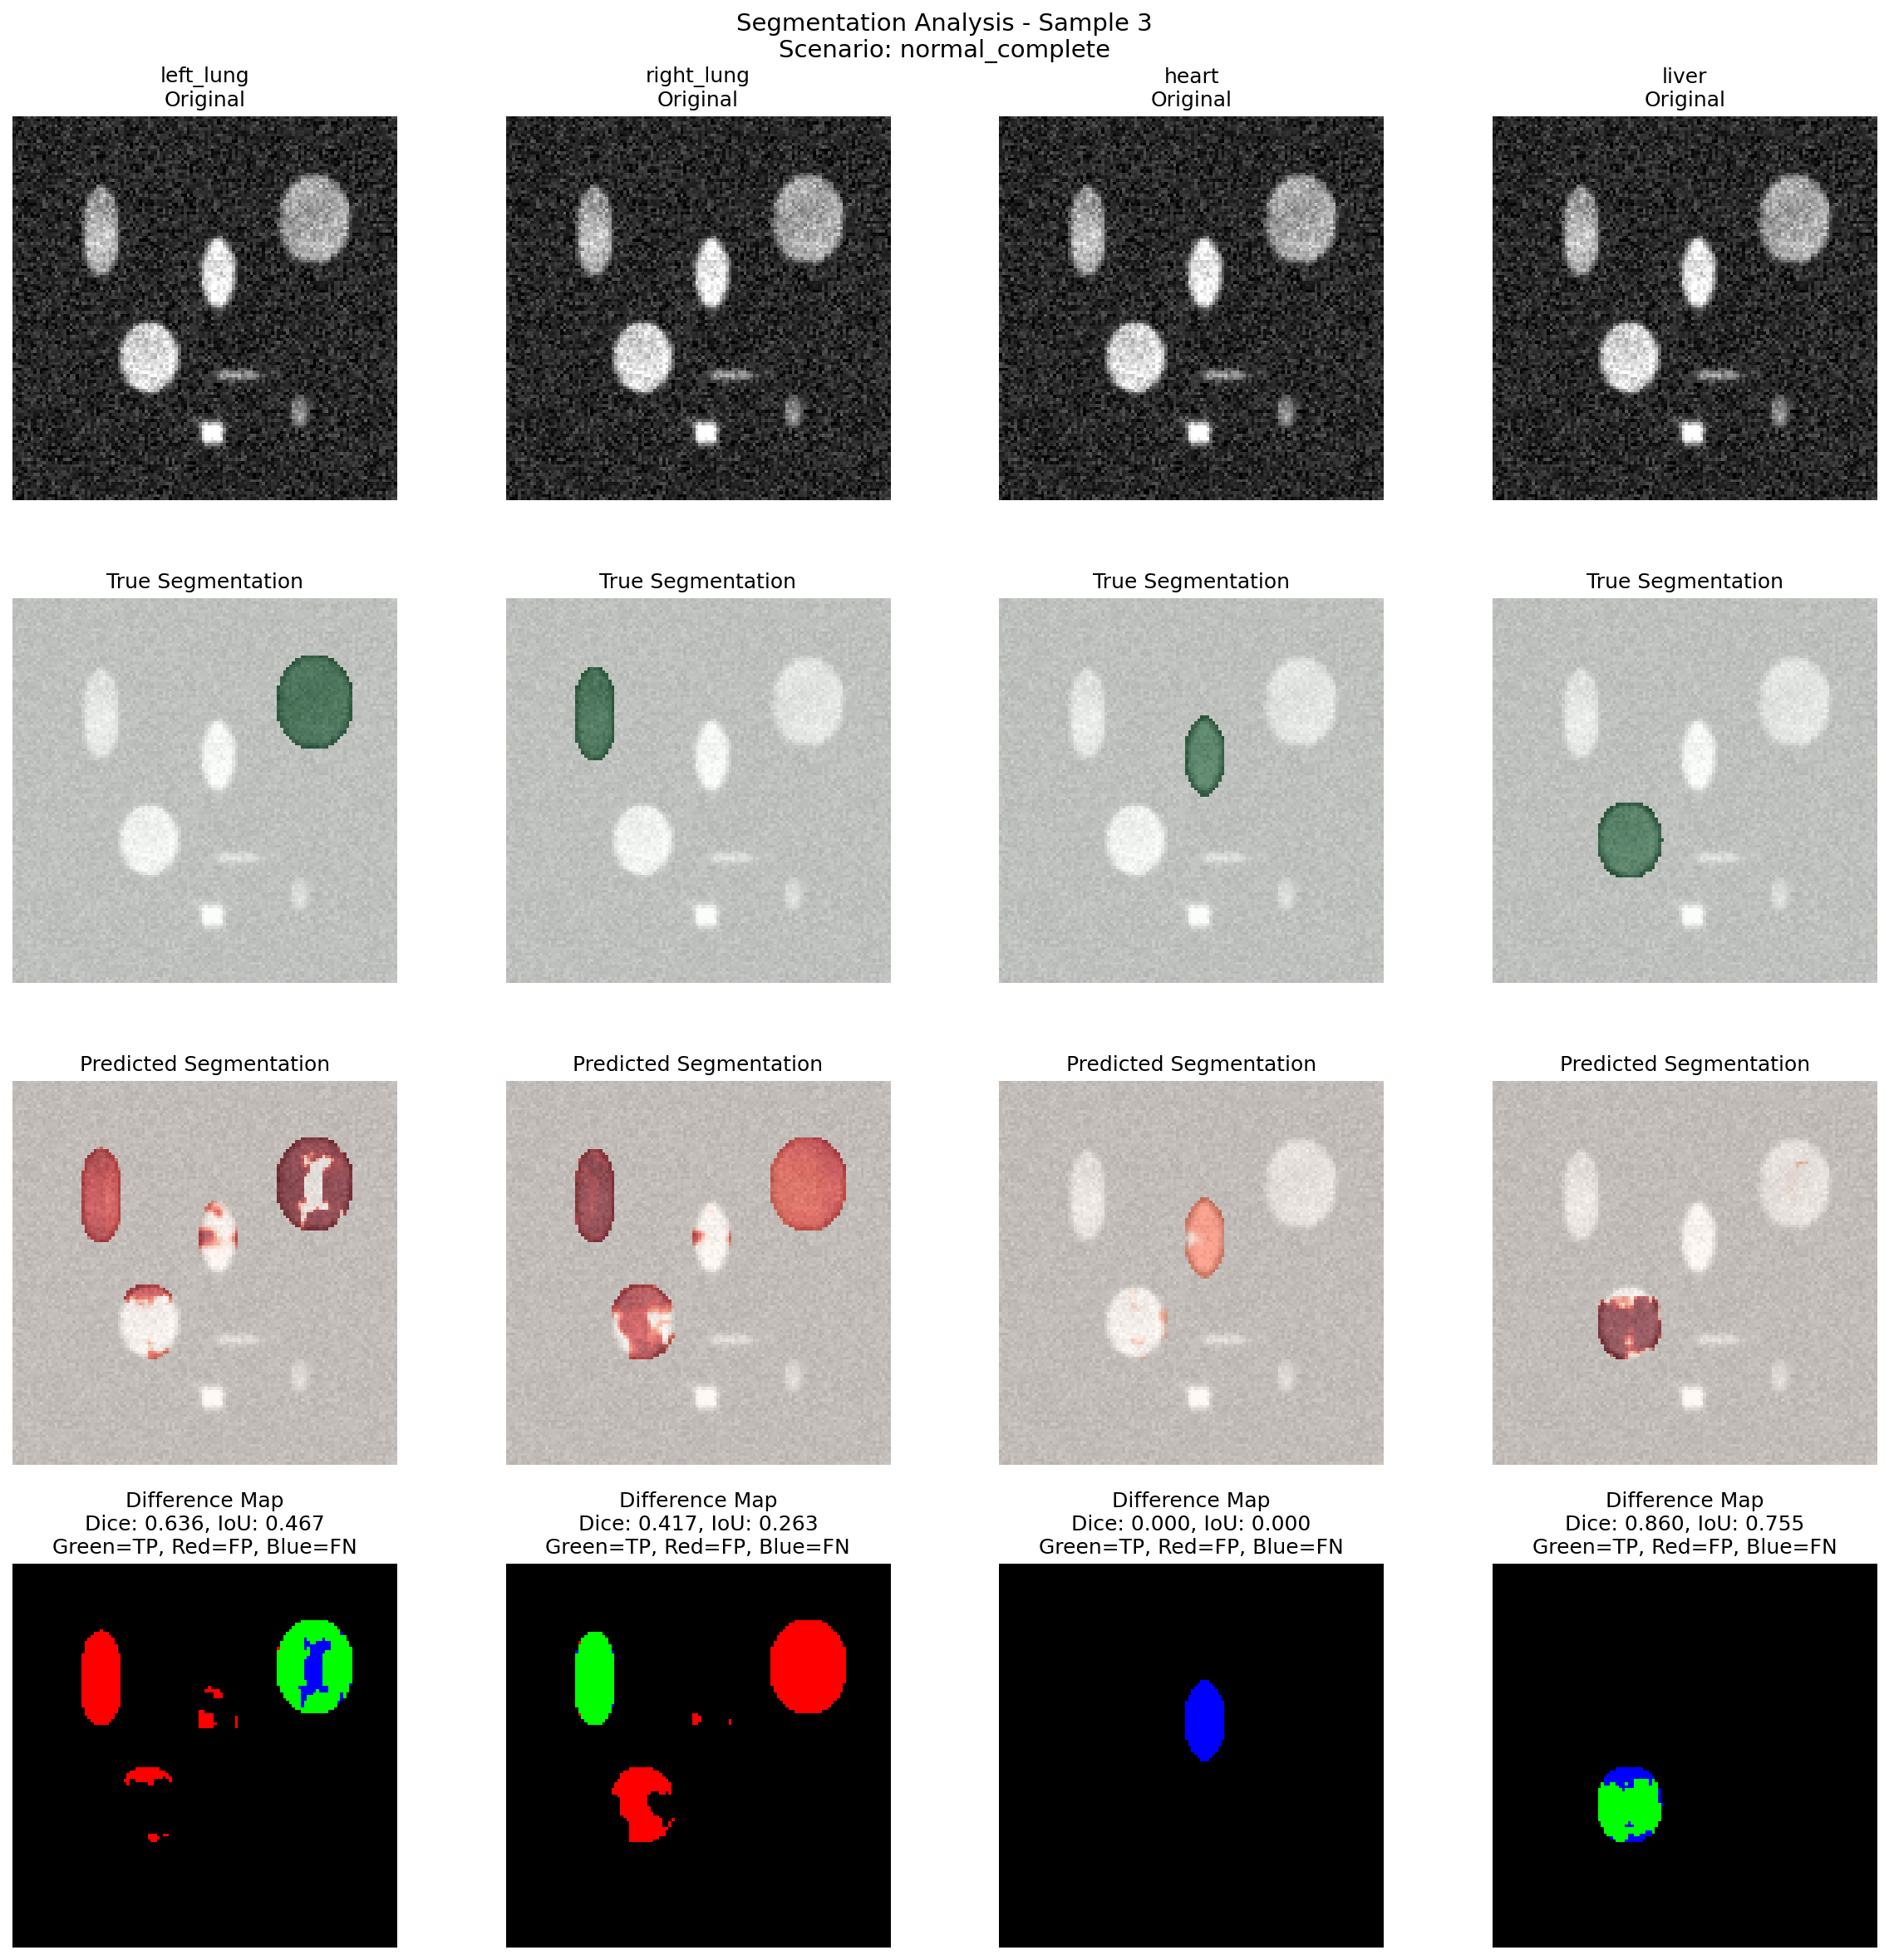 Segmentation Analysis - Sample 3
Scenario: normal_complete
left_lung
Original
right_lung
Original
heart
Original
liver
Original
True Segmentation
True Segmentation
True Segmentation
True Segmentation
Predicted Segmentation
Predicted Segmentation
Predicted Segmentation
Predicted Segmentation
Difference Map
Dice: 0.636, IoU: 0.467
Green=TP, Red=FP, Blue=FN
Difference Map
Dice: 0.417, IoU: 0.263
Green=TP, Red=FP, Blue=FN
Difference Map
Dice: 0.000, IoU: 0.000
Green=TP, Red=FP, Blue=FN
Difference Map
Dice: 0.860, IoU: 0.755
Green=TP, Red=FP, Blue=FN